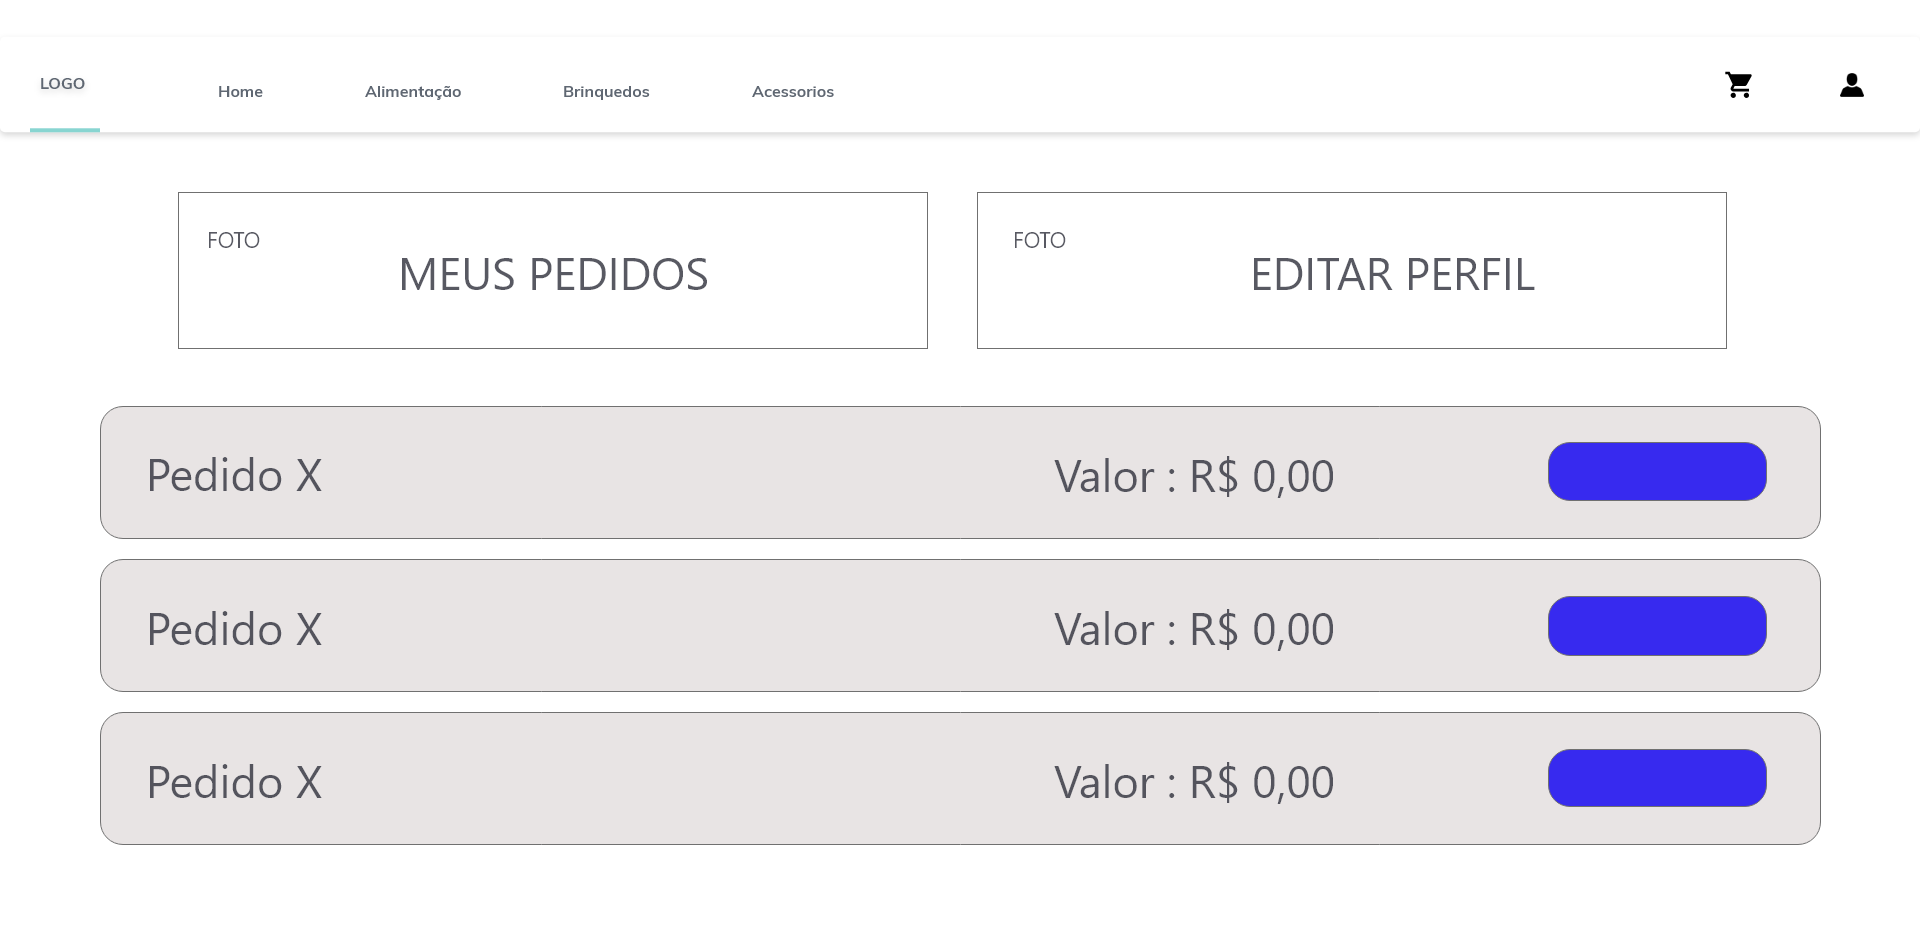 LOGO Home Alimentação Brinquedos Acessorios
FOTO
MEUS PEDIDOS
FOTO
EDITAR PERFIL
Pedido X Valor : R$ 0,00
Pedido X Valor : R$ 0,00
Pedido X Valor : R$ 0,00